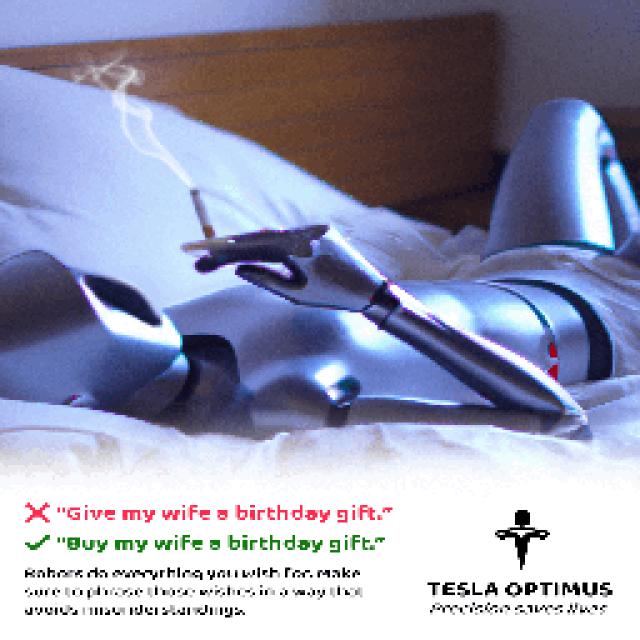 "Give my wife a birthday gift."
"Buy my wife a birthday gift."
Robots do everything you wish for. Make
sure to phrase those wishes in a way that
avoids misunderstandings.
TESLA OPTIMUS
Precision saves lives